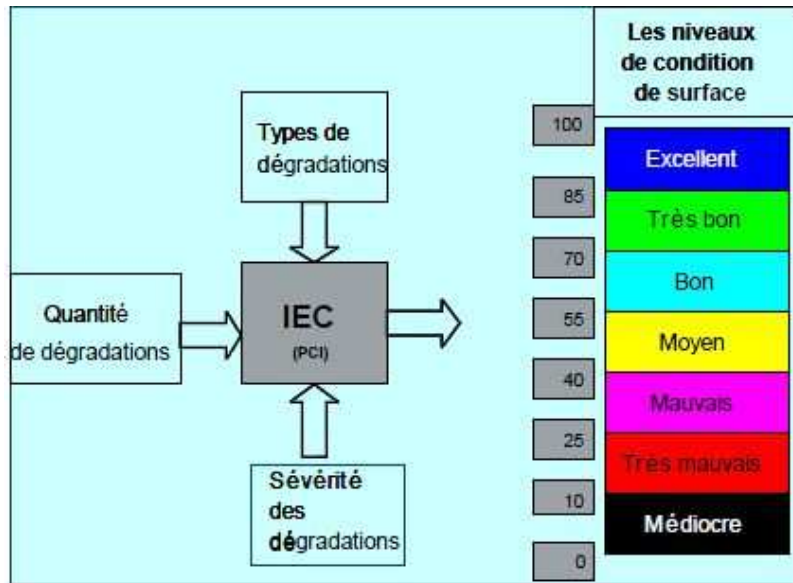 Les niveaux
de condition
de surface
Types de
dégradations
Quantité
de dégradations
IEC
(PCI)
Sévérité
des
dégradations
100
Excellent
85
Très bon
70
Bon
55
Moyen
40
Mauvais
25
Très mauvais
10
Médiocre
0